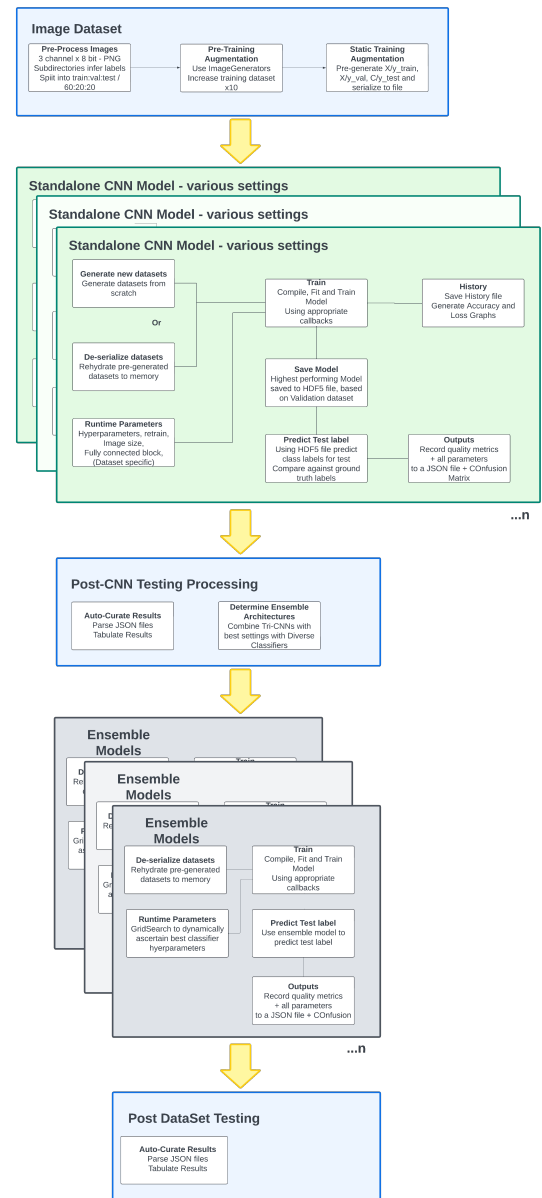 Image Dataset
Pre-Process Images
3 channel x 8 bit - PNG
Subdirectories infer labels
Split into train:val:test /
60:20:20
Pre-Training
Augmentation
Use ImageGenerators
Increase training dataset
x10
Static Training
Augmentation
Pre-generate X/y_train,
X/y_val, C/y_test and
serialize to file
Standalone CNN Model - various settings
Standalone CNN Model - various settings
Standalone CNN Model - various settings
Generate new datasets
Generate datasets from
scratch
Or
De-serialize datasets
Rehydrate pre-generated
datasets to memory
Runtime Parameters
Hyperparameters, retrain,
Image size,
Fully connected block,
(Dataset specific)
Train
Compile, Fit and Train
Model
Using appropriate
callbacks
History
Save History file
Generate Accuracy and
Loss Graphs
Save Model
Highest performing Model
saved to HDF5 file, based
on Validation dataset
Predict Test label
Using HDF5 file predict
class labels for test
Compare against ground
truth labels
Outputs
Record quality metrics
+ all parameters
to a JSON file + COnfusion
Matrix
...n
Post-CNN Testing Processing
Auto-Curate Results
Parse JSON files
Tabulate Results
Determine Ensemble
Architectures
Combine Tri-CNNs with
best settings with Diverse
Classifiers
Ensemble
Models
Train
Ensemble
Models
Train
Ensemble
Models
De-serialize datasets
Rehydrate pre-generated
datasets to memory
Train
Compile, Fit and Train
Model
Using appropriate
callbacks
Runtime Parameters
GridSearch to dynamically
ascertain best classifier
hyerparameters
Predict Test label
Use ensemble model to
predict test label
Outputs
Record quality metrics
+ all parameters
to a JSON file + COnfusion
...n
Post DataSet Testing
Auto-Curate Results
Parse JSON files
Tabulate Results